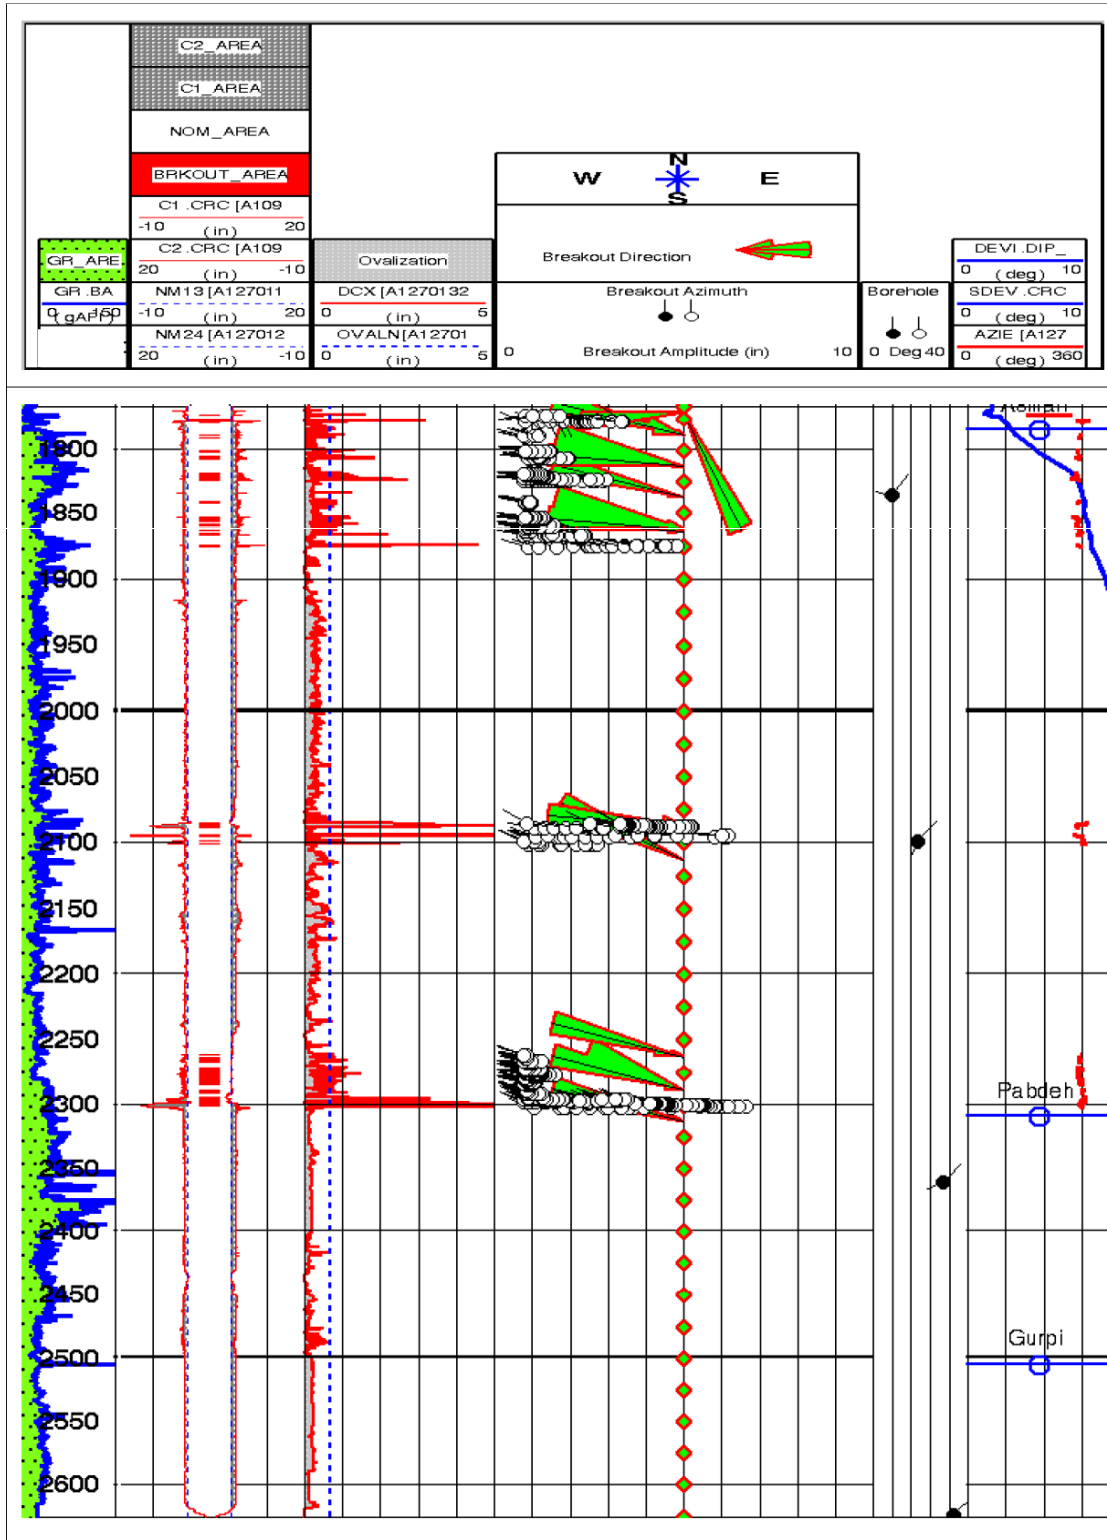 C2_AREA
C1_AREA
NOM_AREA
BRKOUT_AREA
C1 .CRC [A109
-10 (in) 20
C2 .CRC [A109
20 (in) -10
NM13 [A127011
-10 (in) 20
NM24 [A127012
20 (in) -10
GR_ARE
GR .BA
0 (gAPI) 150
Ovalization
DCX [A1270132
0 (in) 5
OVALN[A12701
0 (in) 5
N
W E
S
Breakout Direction
Breakout Azimuth
0 Breakout Amplitude (in) 10
Borehole
0 Deg 40
DEVI.DIP_
0 (deg) 10
SDEV .CRC
0 (deg) 10
AZIE [A127
0 (deg) 360
1800
1850
1900
1950
2000
2050
2100
2150
2200
2250
2300
Pabdeh
2350
2400
2450
Gurpi
2500
2550
2600